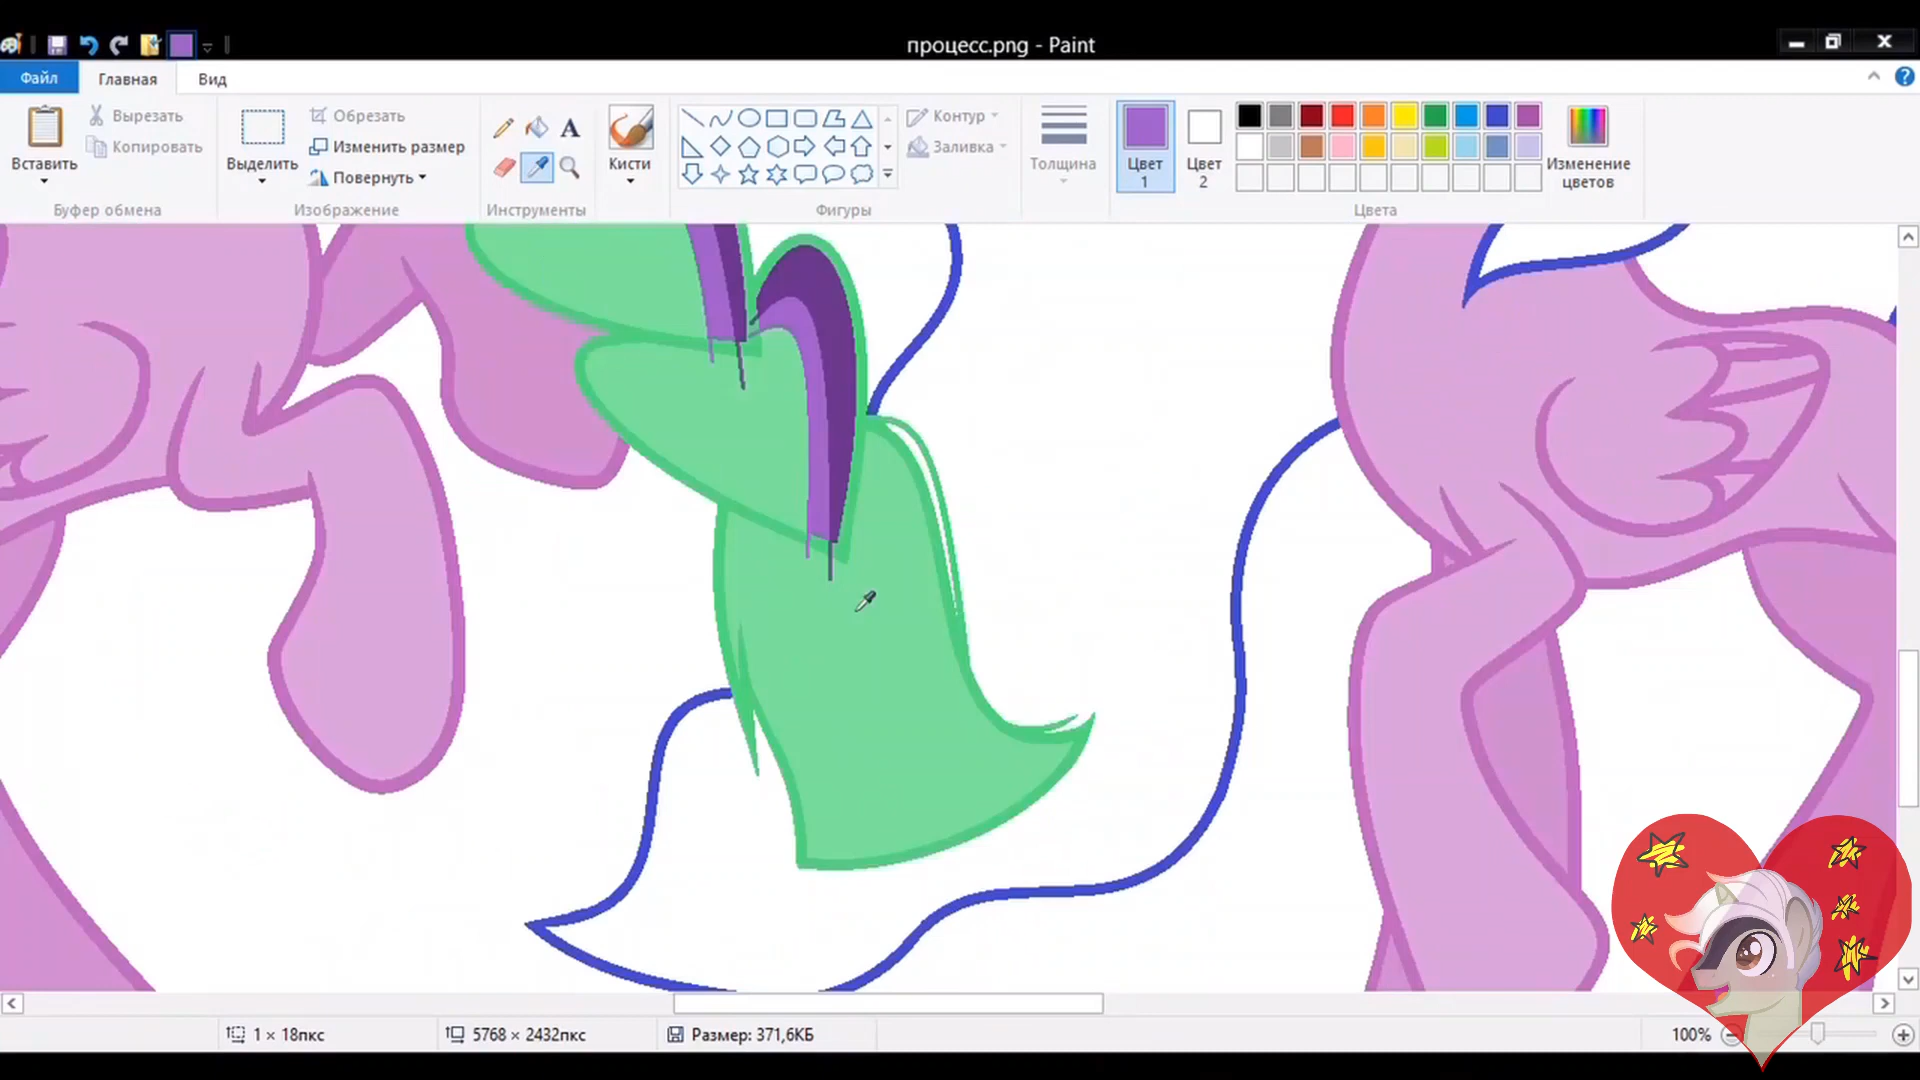 процесс.png - Paint
Файл
Главная
Вид
Вставить
Вырезать
Копировать
Буфер обмена
Выделить
Обрезать
Изменить размер
Повернуть
Изображение
A
Инструменты
Кисти
Контур
Заливка
Фигуры
Толщина
Цвет
1
Цвет
2
Изменение
цветов
Цвета
1 × 18пкс
5768 × 2432пкс
Размер: 371,6КБ
100%